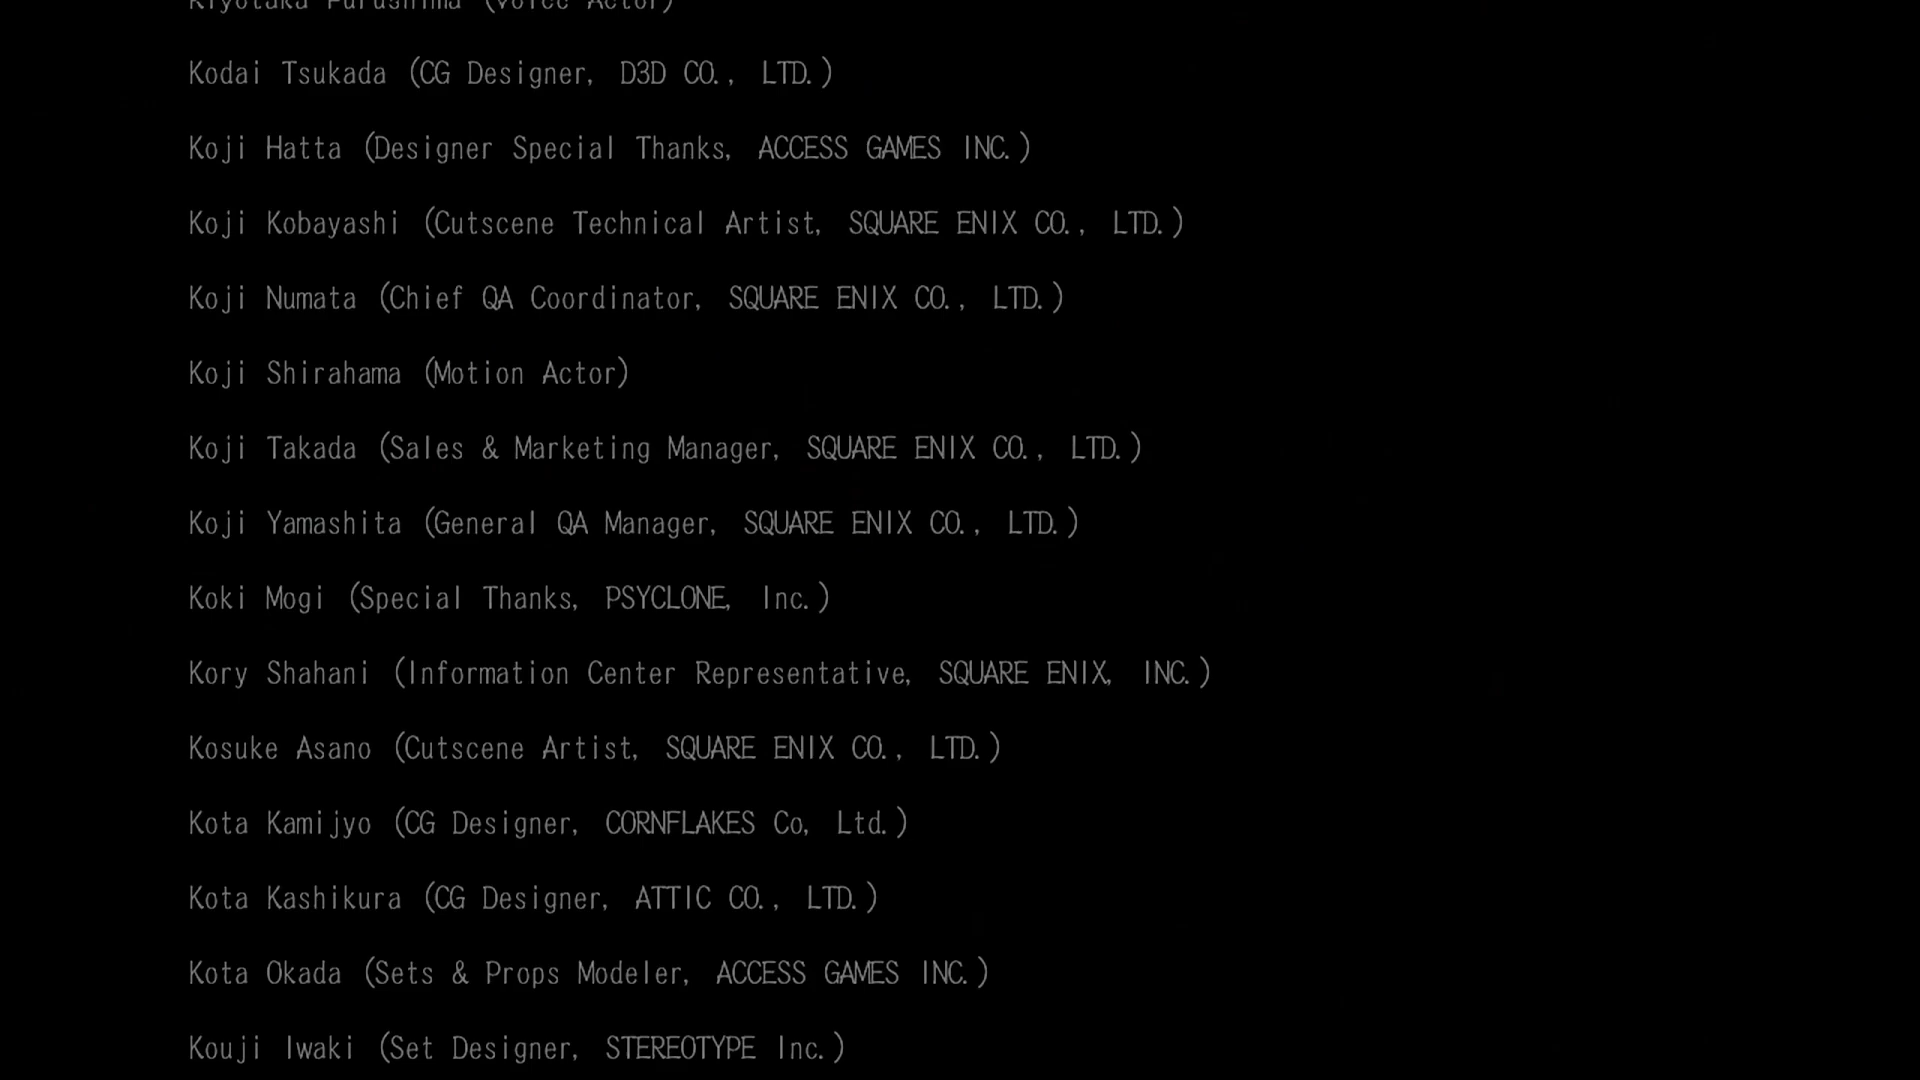 Kiyotaka Furushima (Voice Actor)
Kodai Tsukada (CG Designer, D3D CO., LTD.)
Koji Hatta (Designer Special Thanks, ACCESS GAMES INC.)
Koji Kobayashi (Cutscene Technical Artist, SQUARE ENIX CO., LTD.)
Koji Numata (Chief QA Coordinator, SQUARE ENIX CO., LTD.)
Koji Shirahama (Motion Actor)
Koji Takada (Sales & Marketing Manager, SQUARE ENIX CO., LTD.)
Koji Yamashita (General QA Manager, SQUARE ENIX CO., LTD.)
Koki Mogi (Special Thanks, PSYCLONE, Inc.)
Kory Shahani (Information Center Representative, SQUARE ENIX, INC.)
Kosuke Asano (Cutscene Artist, SQUARE ENIX CO., LTD.)
Kota Kamijyo (CG Designer, CORNFLAKES Co, Ltd.)
Kota Kashikura (CG Designer, ATTIC CO., LTD.)
Kota Okada (Sets & Props Modeler, ACCESS GAMES INC.)
Kouji Iwaki (Set Designer, STEREOTYPE Inc.)